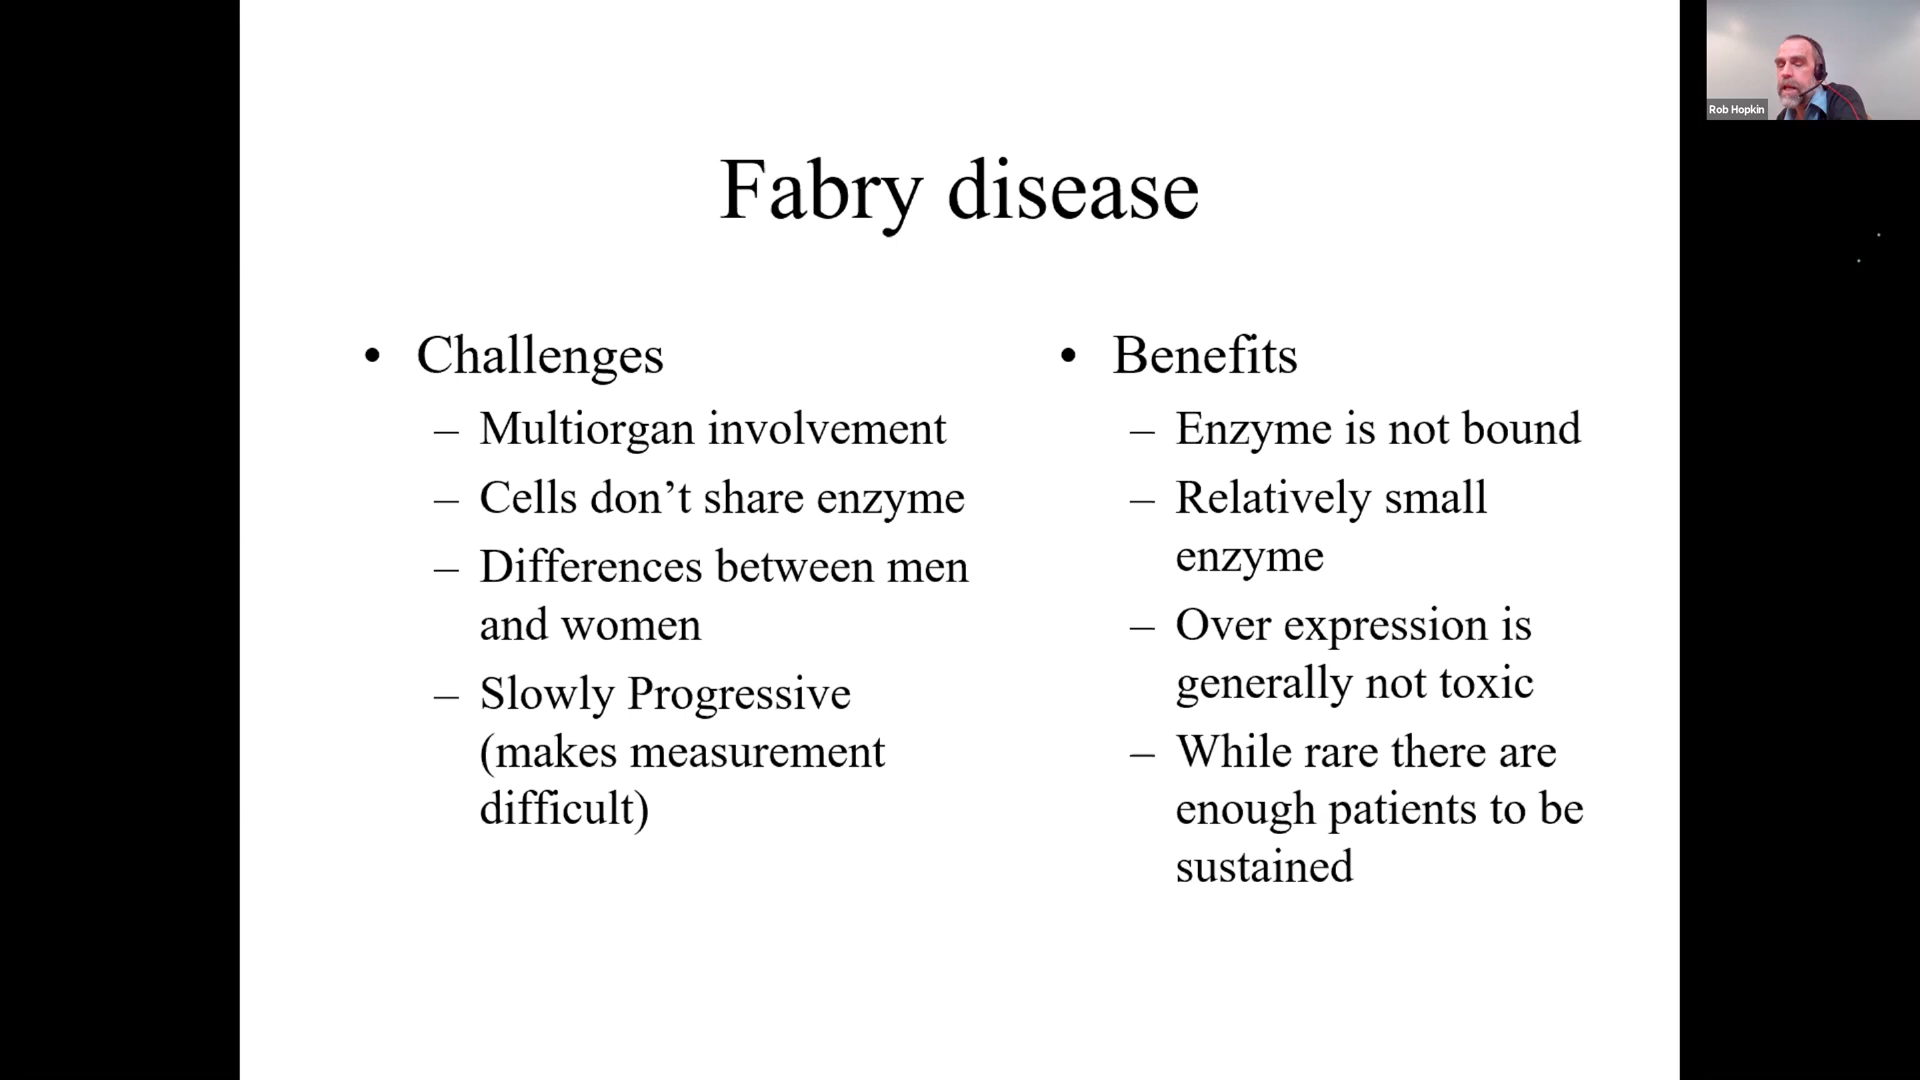 Fabry disease
• Challenges
– Multiorgan involvement
– Cells don’t share enzyme
– Differences between men
and women
– Slowly Progressive
(makes measurement
difficult)
• Benefits
– Enzyme is not bound
– Relatively small
enzyme
– Over expression is
generally not toxic
– While rare there are
enough patients to be
sustained
Rob Hopkin